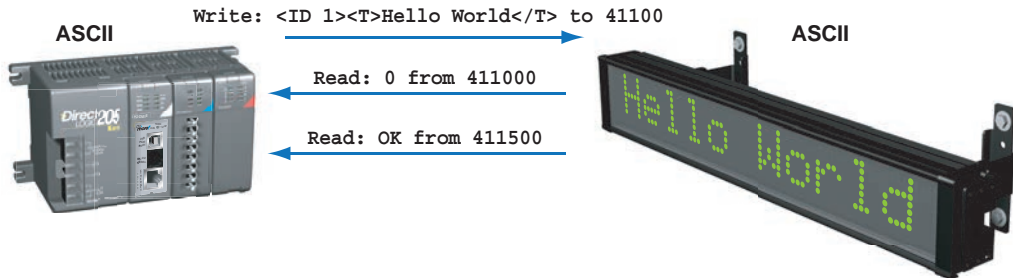 Write: <ID 1><T>Hello World</T> to 41100
ASCII
ASCII
Read: 0 from 411000
Read: OK from 411500
Direct
LOGIC 205
Hello World